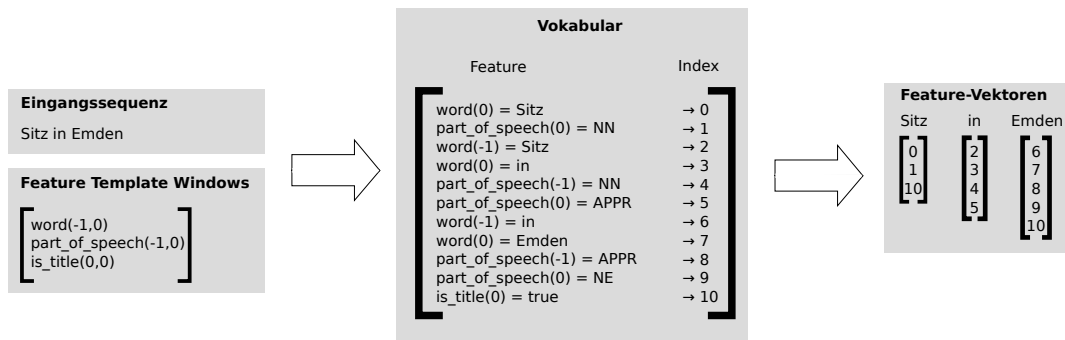 Eingangssequenz
Sitz in Emden
Feature Template Windows
word(-1,0)
part_of_speech(-1,0)
is_title(0,0)
Vokabular
Feature Index
word(0) = Sitz → 0
part_of_speech(0) = NN → 1
word(-1) = Sitz → 2
word(0) = in → 3
part_of_speech(-1) = NN → 4
part_of_speech(0) = APPR → 5
word(-1) = in → 6
word(0) = Emden → 7
part_of_speech(-1) = APPR → 8
part_of_speech(0) = NE → 9
is_title(0) = true → 10
Feature-Vektoren
Sitz in Emden
0 2 6
1 3 7
10 4 8
5 9
10